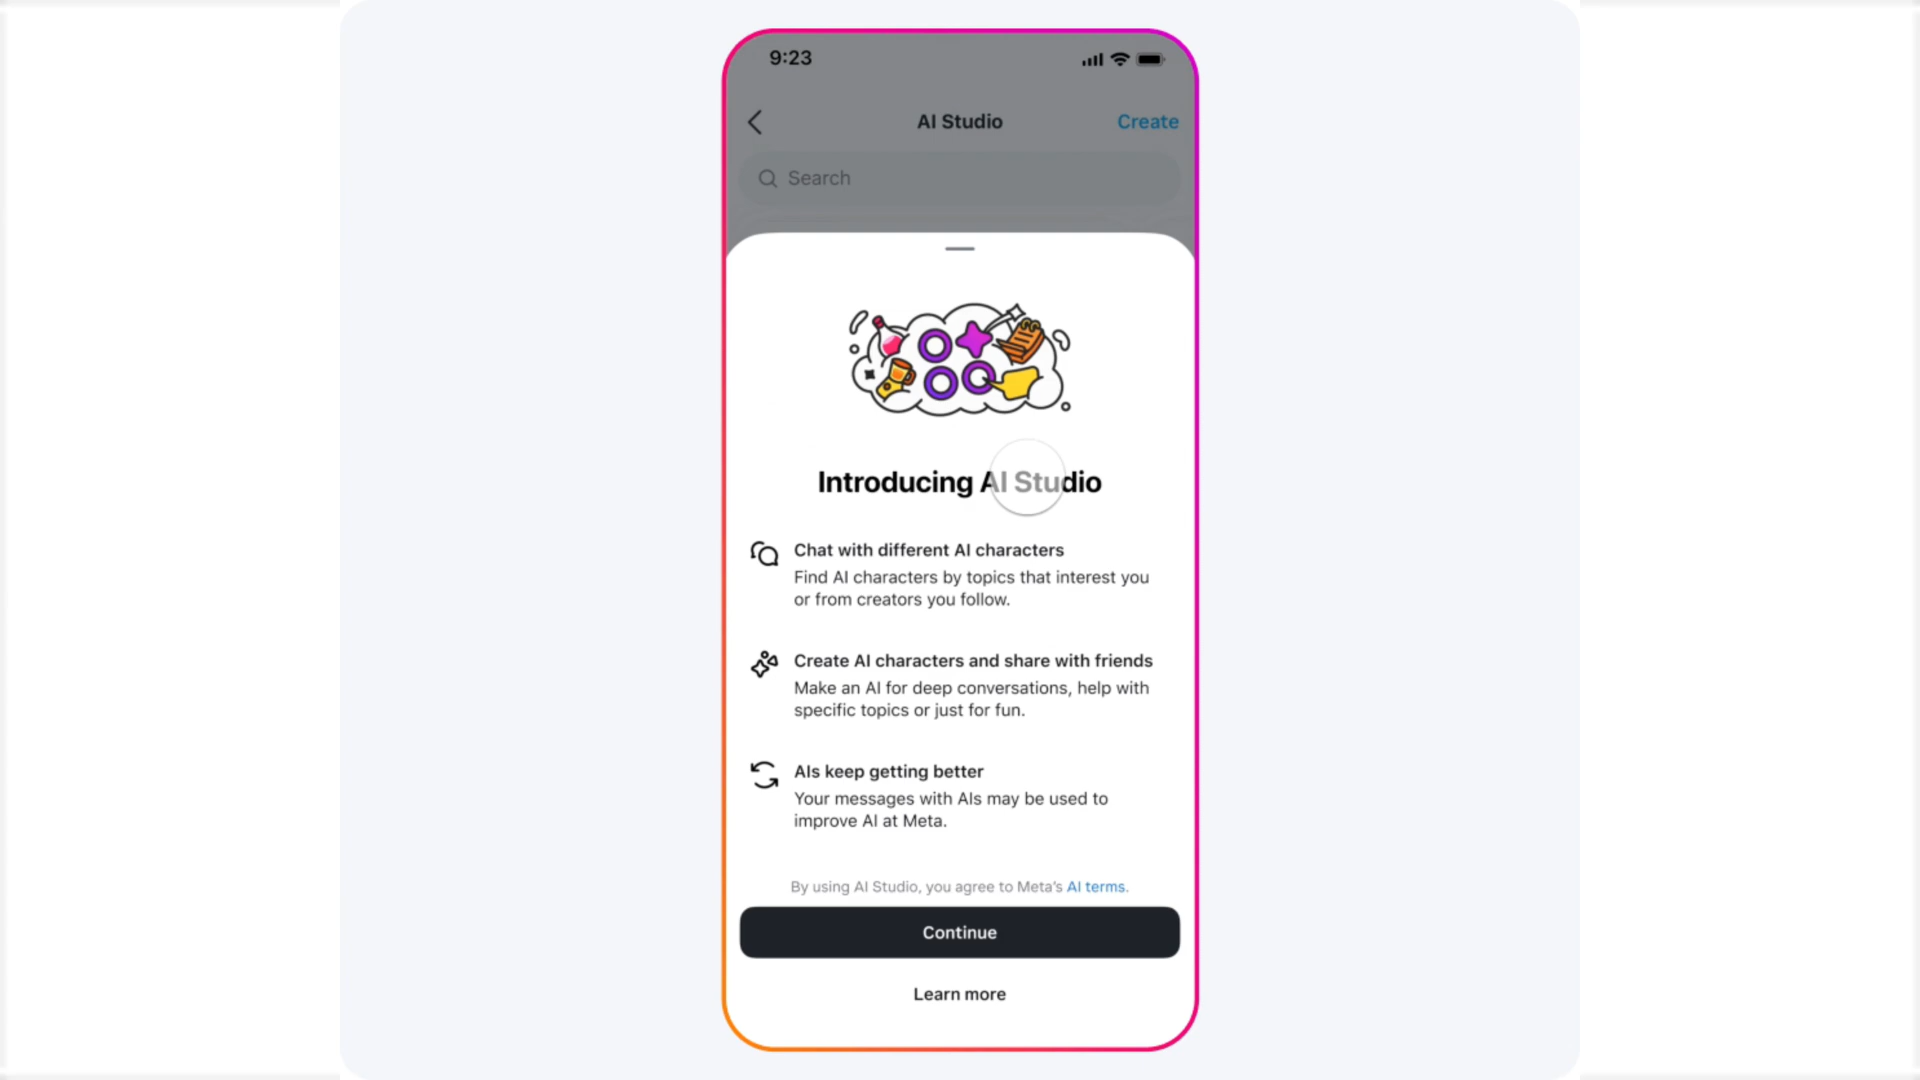 9:23
AI Studio
Create
Search
Introducing AI Studio
Chat with different AI characters
Find AI characters by topics that interest you
or from creators you follow.
Create AI characters and share with friends
Make an AI for deep conversations, help with
specific topics or just for fun.
AIs keep getting better
Your messages with AIs may be used to
improve AI at Meta.
By using AI Studio, you agree to Meta's AI terms.
Continue
Learn more